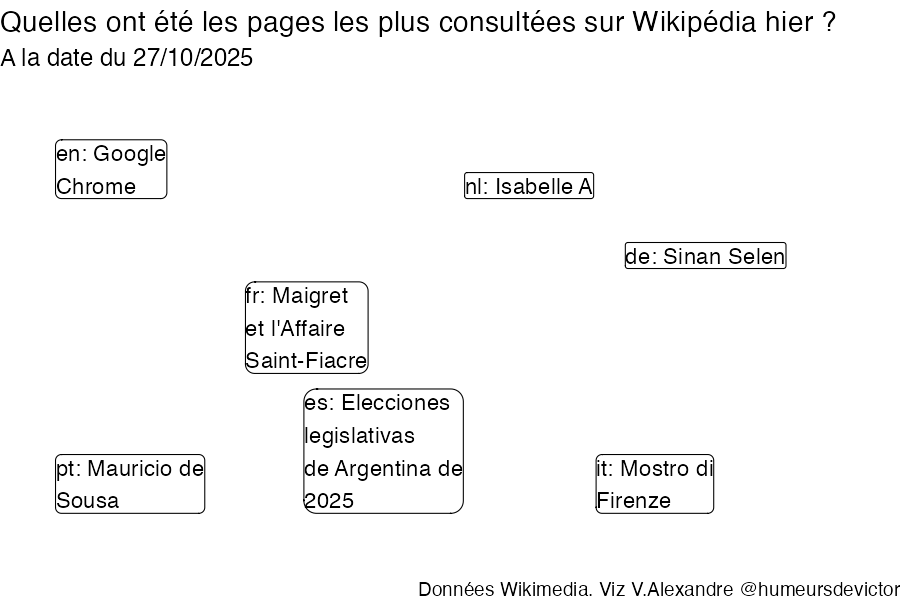 Quelles ont été les pages les plus consultées sur Wikipédia hier ?
A la date du 27/10/2025
en: Google
Chrome
nl: Isabelle A
de: Sinan Selen
fr: Maigret
et l'Affaire
Saint-Fiacre
es: Elecciones
legislativas
de Argentina de
2025
pt: Mauricio de
Sousa
it: Mostro di
Firenze
Données Wikimedia. Viz V.Alexandre @humeursdevictor